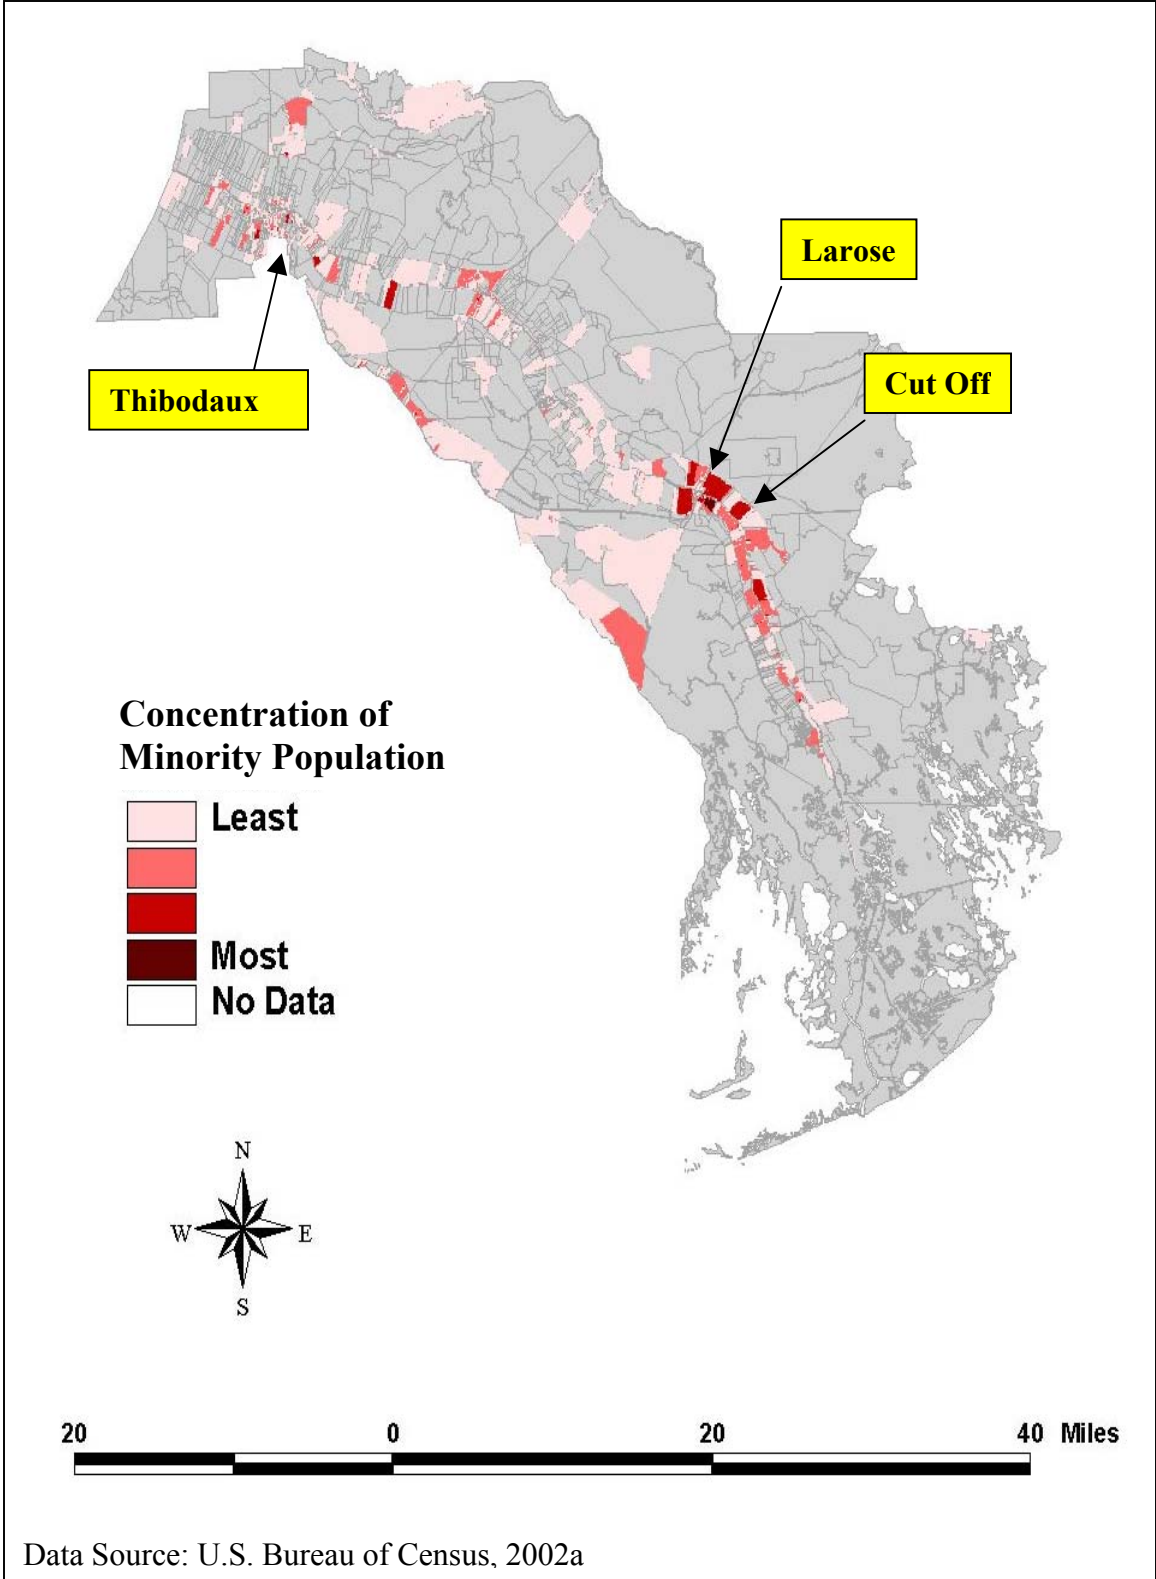 Larose
Cut Off
Thibodaux
Concentration of
Minority Population
Least
Most
No Data
N
W E
S
20 0 20 40 Miles
Data Source: U.S. Bureau of Census, 2002a